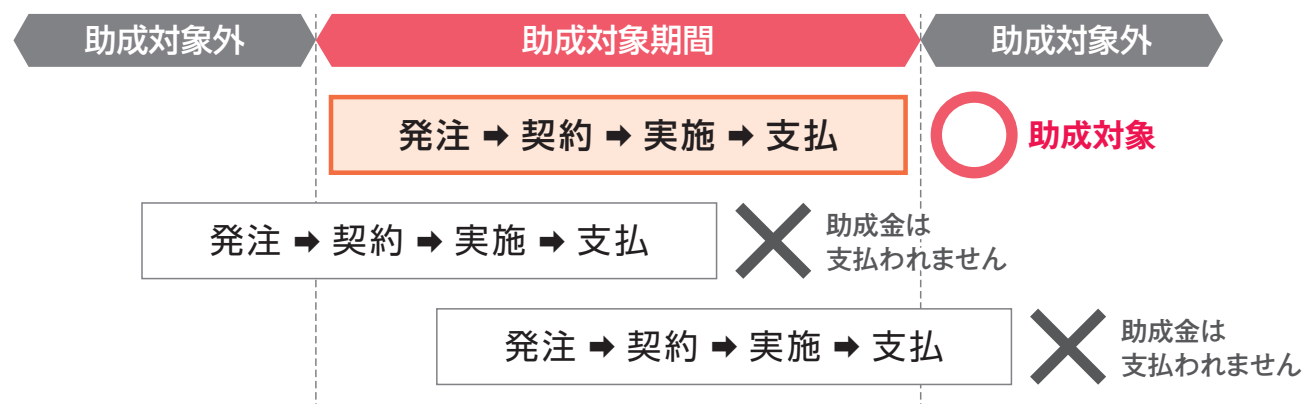 助成対象外
助成対象期間
助成対象外
発注 ➡ 契約 ➡ 実施 ➡ 支払
助成対象
発注 ➡ 契約 ➡ 実施 ➡ 支払
助成金は
支払われません
発注 ➡ 契約 ➡ 実施 ➡ 支払
助成金は
支払われません